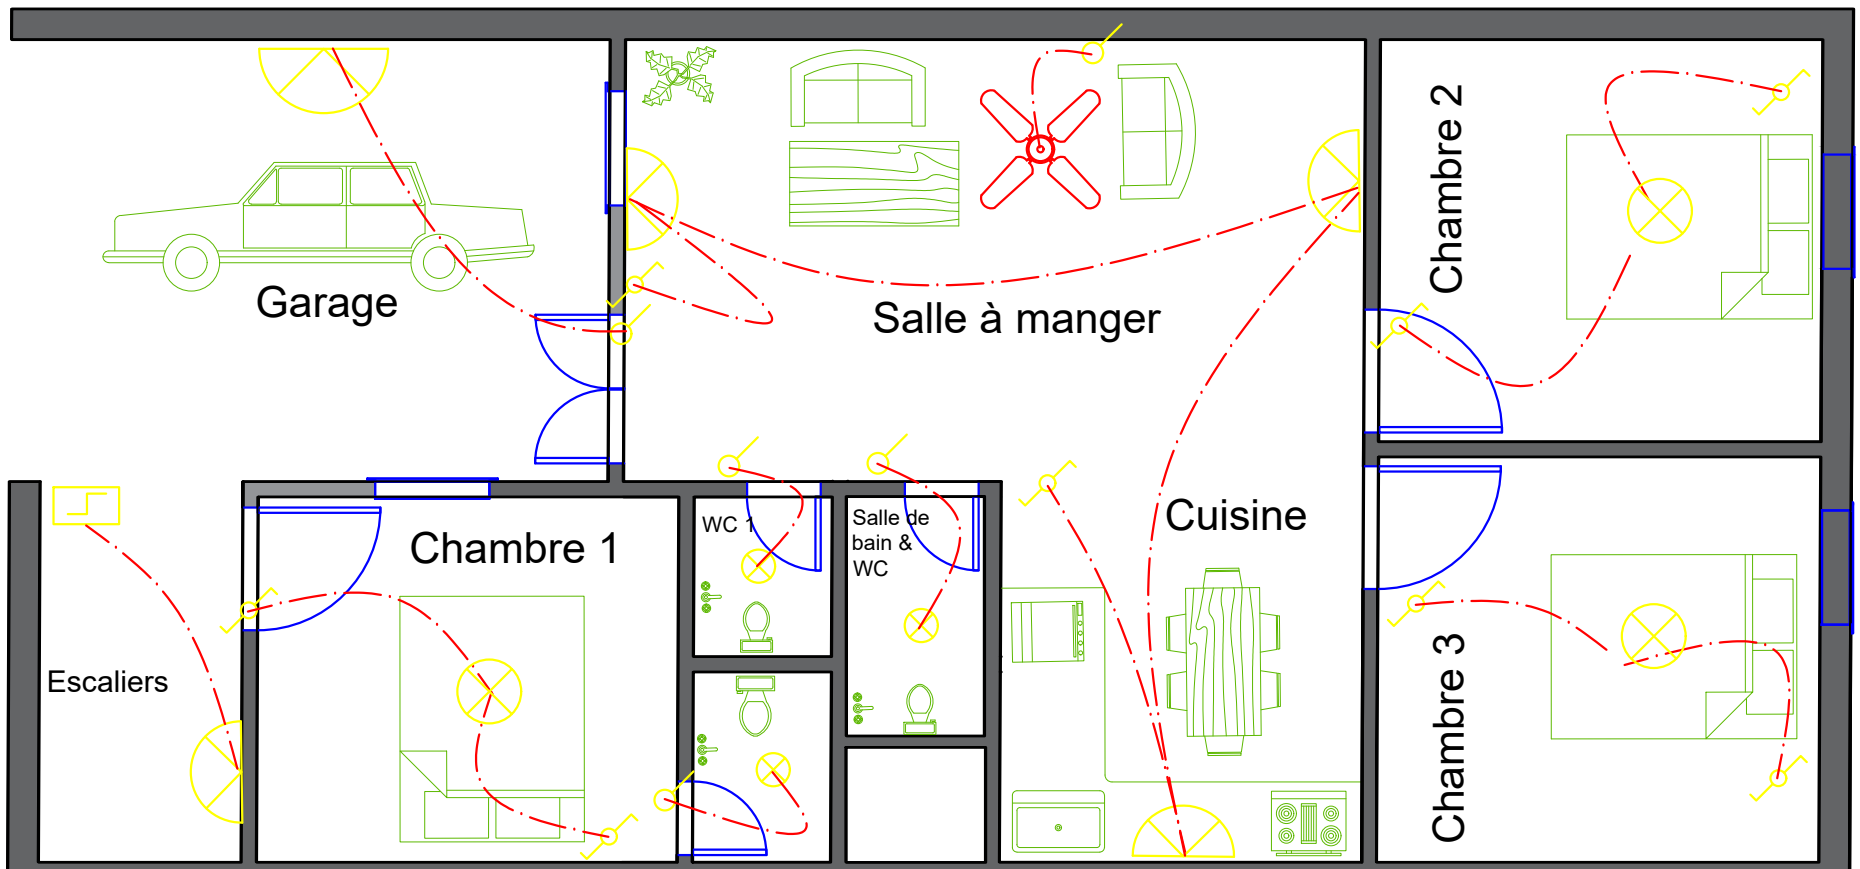 Garage
Salle à manger
Chambre 2
Chambre 1
WC 1
Salle de
bain &
WC
Cuisine
Escaliers
Chambre 3